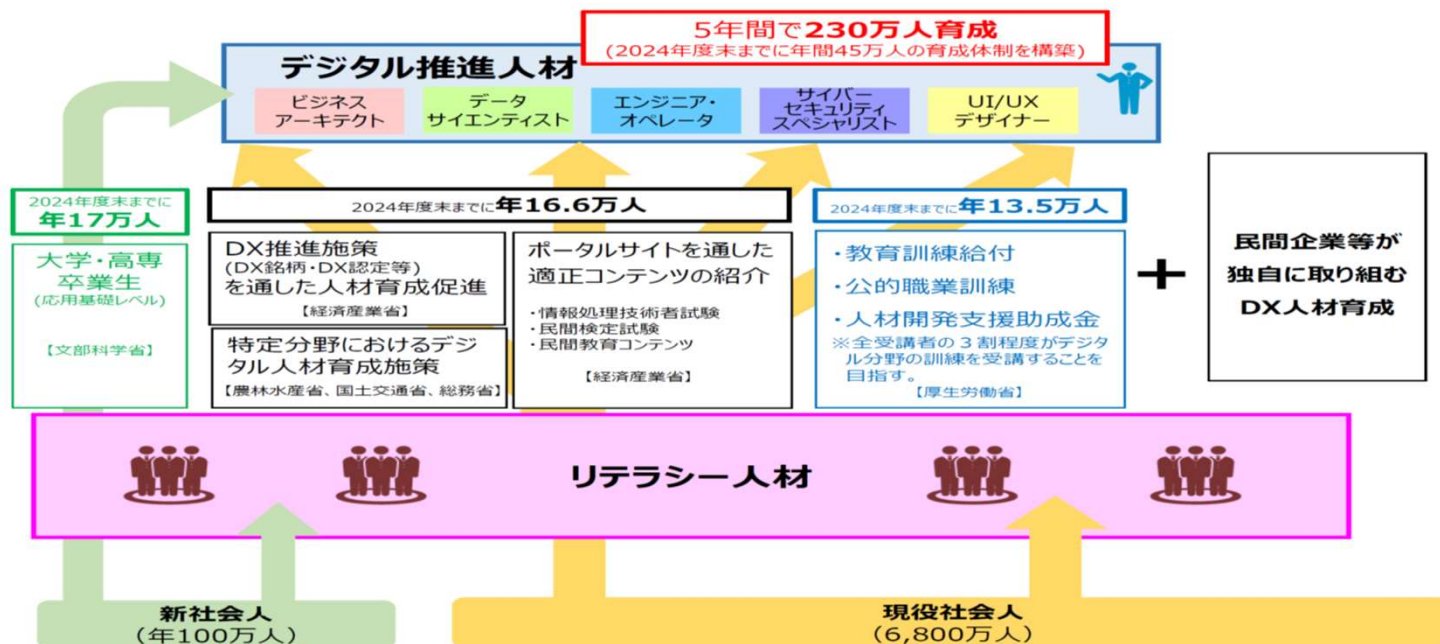 5年間で230万人育成
(2024年度末までに年間45万人の育成体制を構築)
デジタル推進人材
ビジネス
アーキテクト
データ
サイエンティスト
エンジニア・
オペレータ
サイバー
セキュリティ
スペシャリスト
UI/UX
デザイナー
2024年度末までに
年17万人
大学・高専
卒業生
(応用基礎レベル)
【文部科学省】
2024年度末までに年16.6万人
DX推進施策
(DX銘柄・DX認定等)
を通した人材育成促進
【経済産業省】
特定分野におけるデジ
タル人材育成施策
【農林水産省、国土交通省、総務省】
ポータルサイトを通した
適正コンテンツの紹介
・情報処理技術者試験
・民間検定試験
・民間教育コンテンツ
【経済産業省】
2024年度末までに年13.5万人
・教育訓練給付
・公的職業訓練
・人材開発支援助成金
※全受講者の3割程度がデジタル
分野の訓練を受講することを
目指す。
【厚生労働省】
+
民間企業等が
独自に取り組む
DX人材育成
リテラシー人材
新社会人
(年100万人)
現役社会人
(6,800万人)